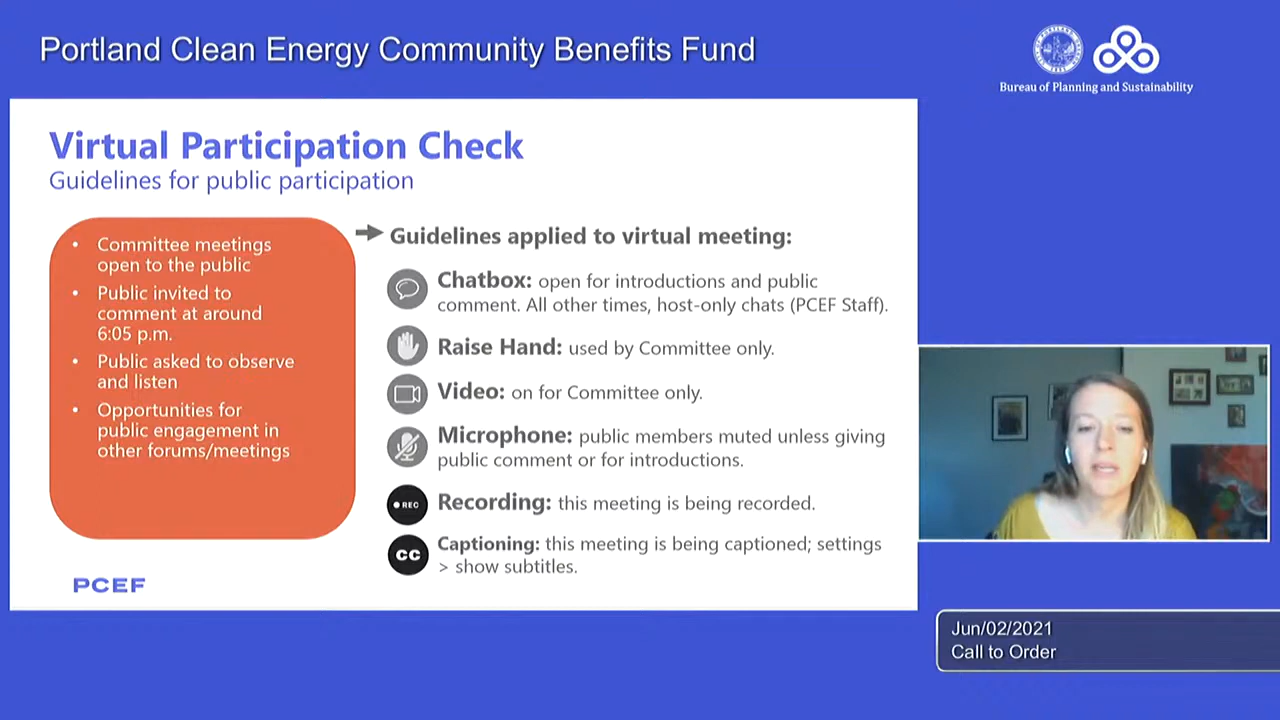 Portland Clean Energy Community Benefits Fund
Bureau of Planning and Sustainability
Virtual Participation Check
Guidelines for public participation
• Committee meetings
open to the public
• Public invited to
comment at around
6:05 p.m.
• Public asked to observe
and listen
• Opportunities for
public engagement in
other forums/meetings
Guidelines applied to virtual meeting:
Chatbox: open for introductions and public
comment. All other times, host-only chats (PCEF Staff).
Raise Hand: used by Committee only.
Video: on for Committee only.
Microphone: public members muted unless giving
public comment or for introductions.
REC
Recording: this meeting is being recorded.
CC
Captioning: this meeting is being captioned; settings
> show subtitles.
PCEF
Jun/02/2021
Call to Order